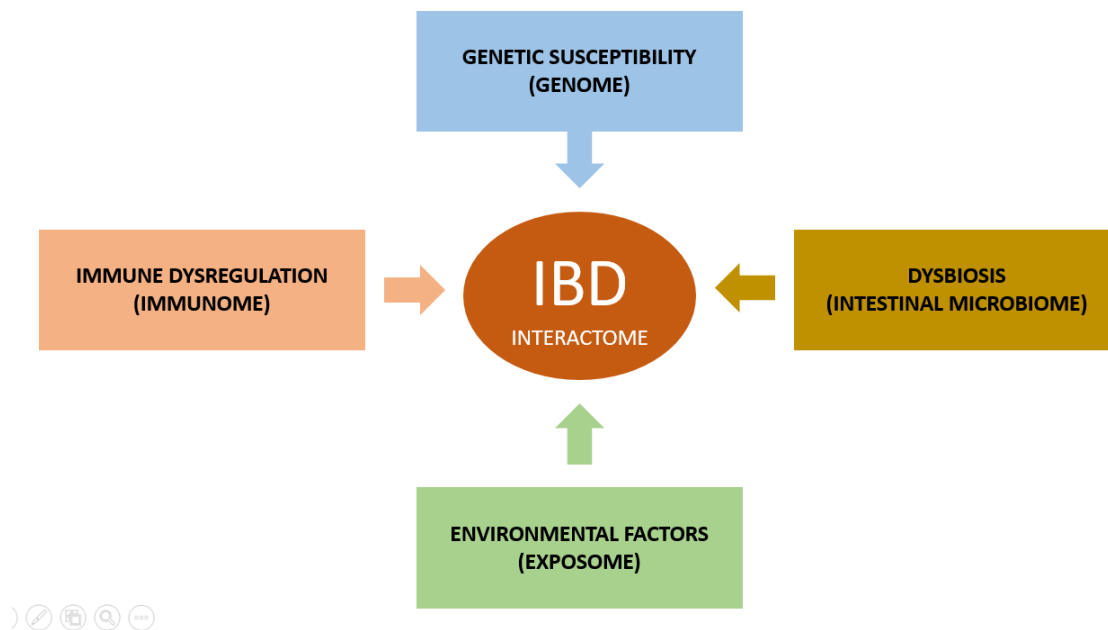 GENETIC SUSCEPTIBILITY
(GENOME)
IMMUNE DYSREGULATION
(IMMUNOME)
IBD
INTERACTOME
DYSBIOSIS
(INTESTINAL MICROBIOME)
ENVIRONMENTAL FACTORS
(EXPOSOME)